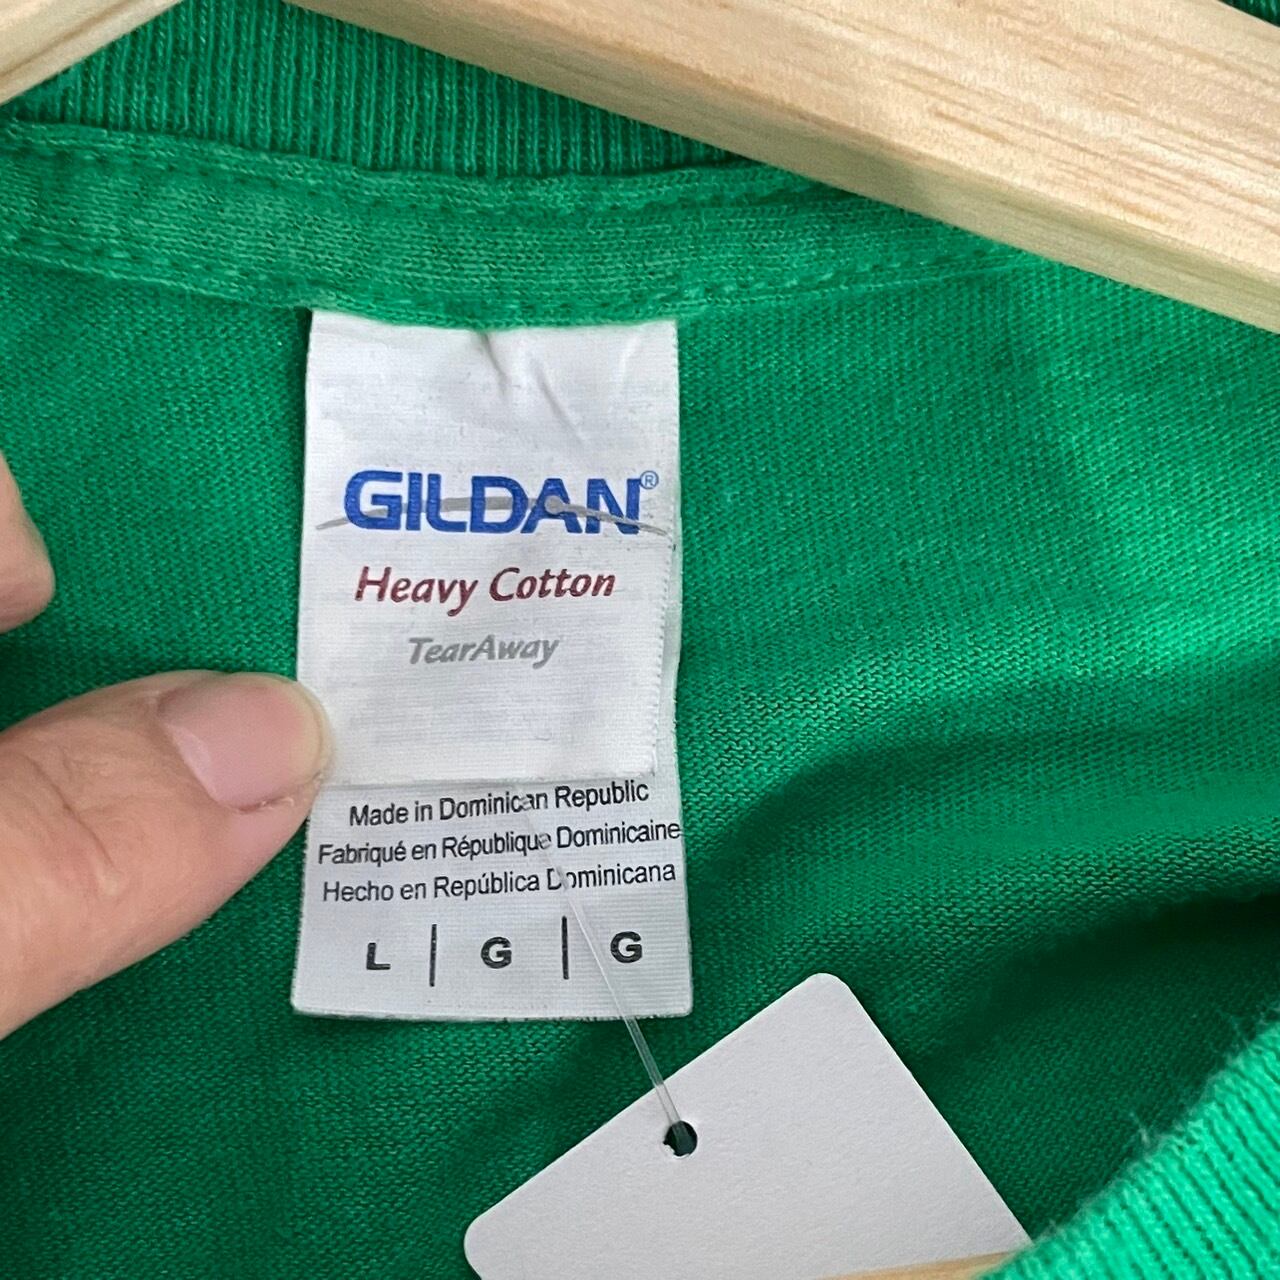 GILDAN®
Heavy Cotton
TearAway
Made in Dominican Republic
Fabriqué en République Dominicaine
Hecho en República Dominicana
L | G | G